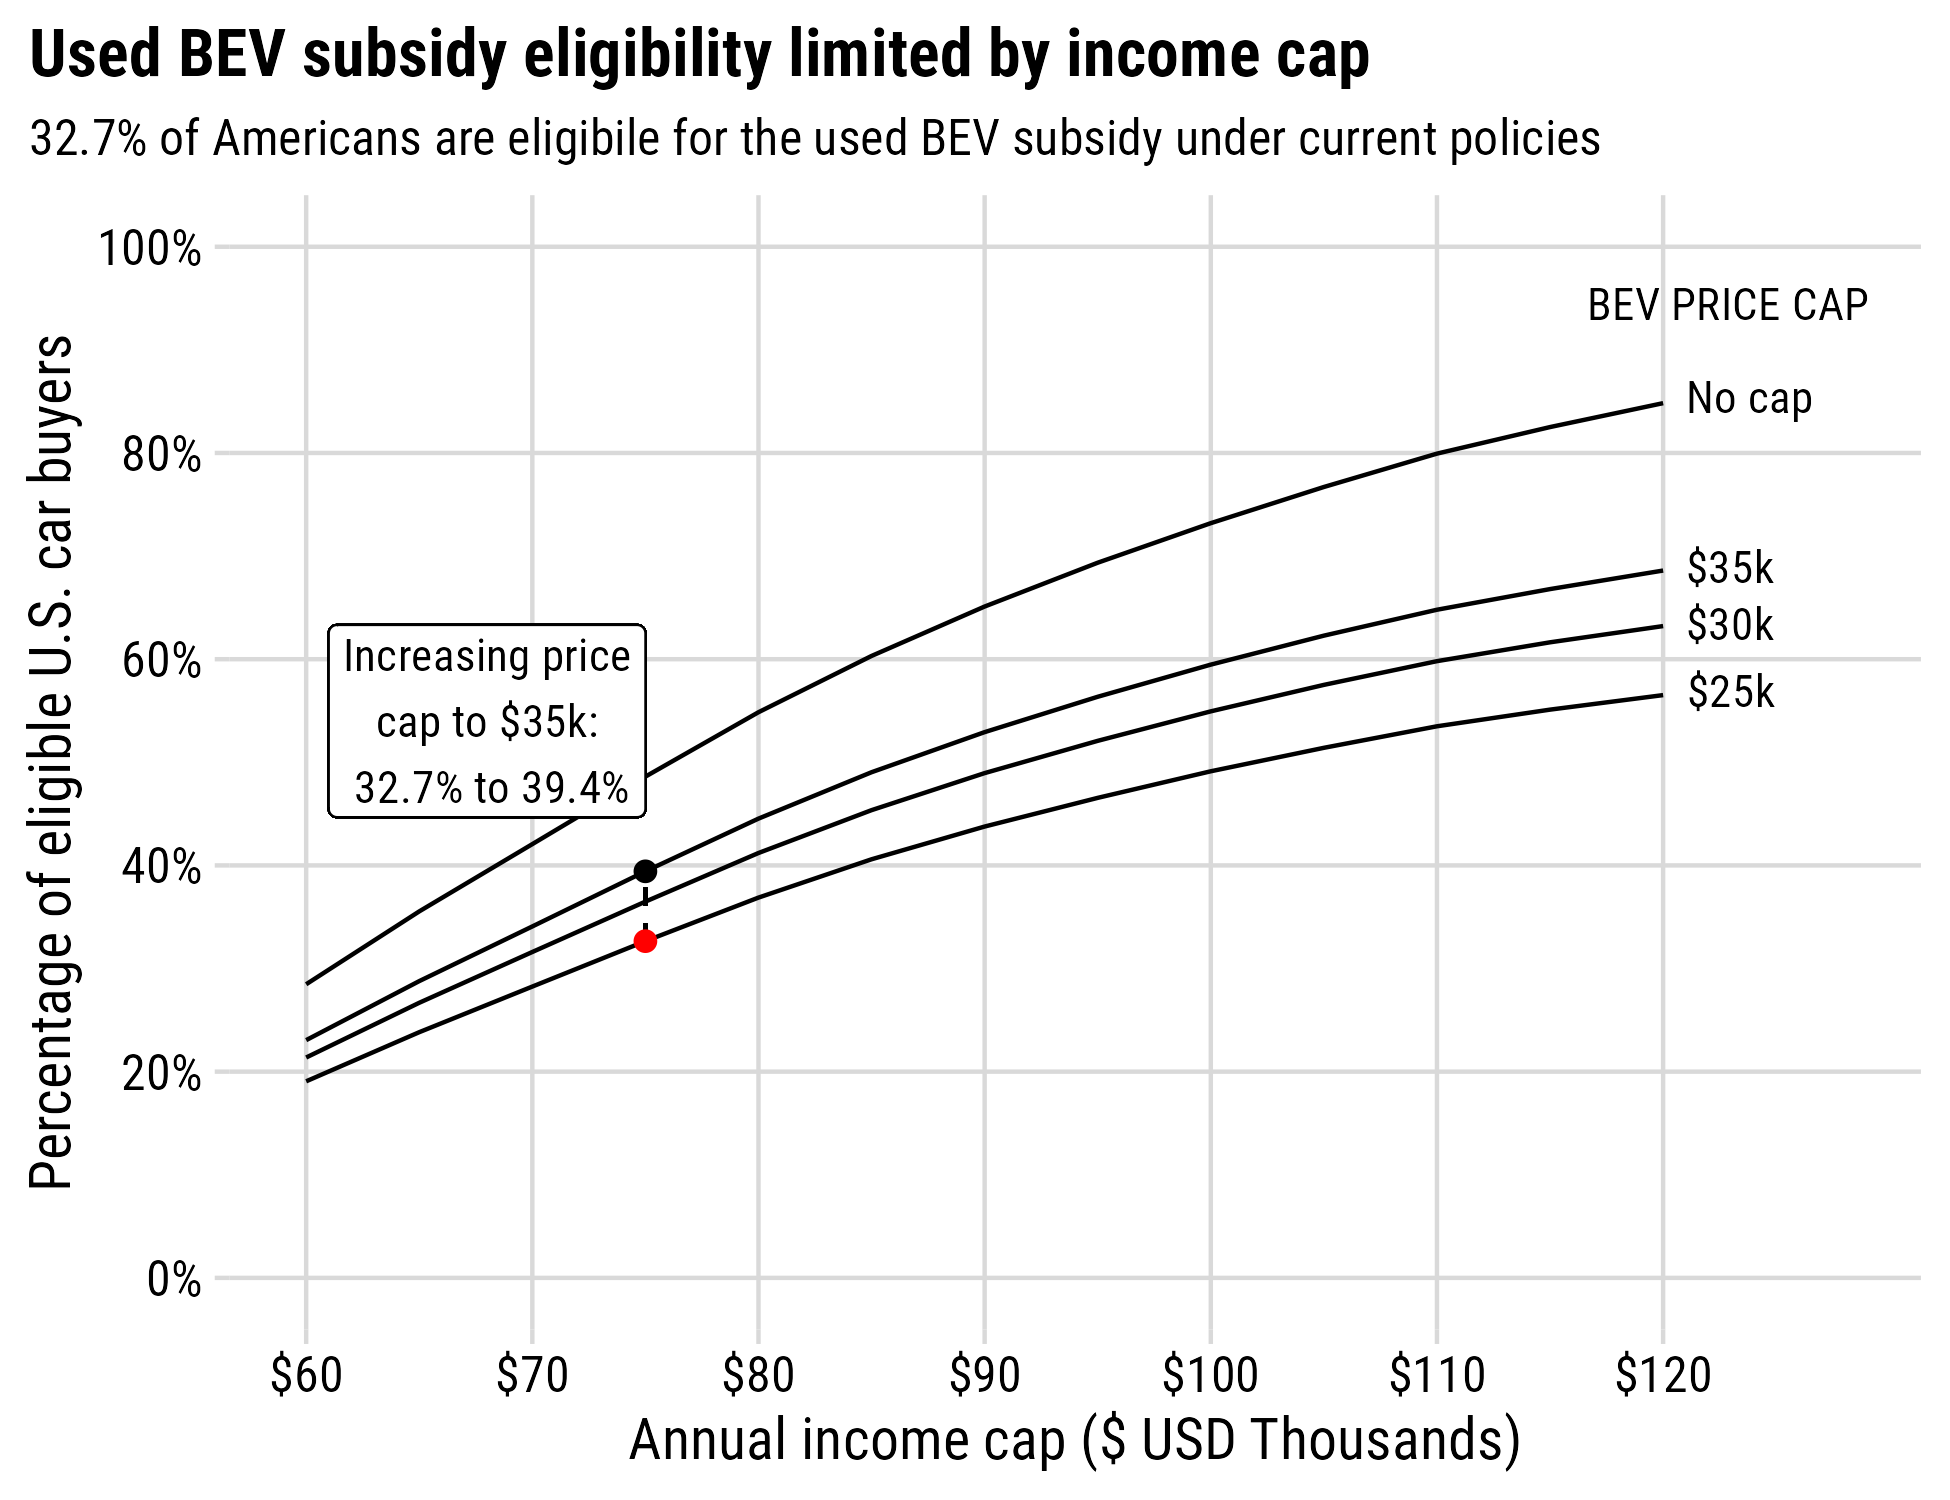 Used BEV subsidy eligibility limited by income cap
32.7% of Americans are eligibile for the used BEV subsidy under current policies
Percentage of eligible U.S. car buyers
100%
80%
60%
40%
20%
0%
BEV PRICE CAP
No cap
$35k
$30k
$25k
Increasing price
cap to $35k:
32.7% to 39.4%
$60 $70 $80 $90 $100 $110 $120
Annual income cap ($ USD Thousands)